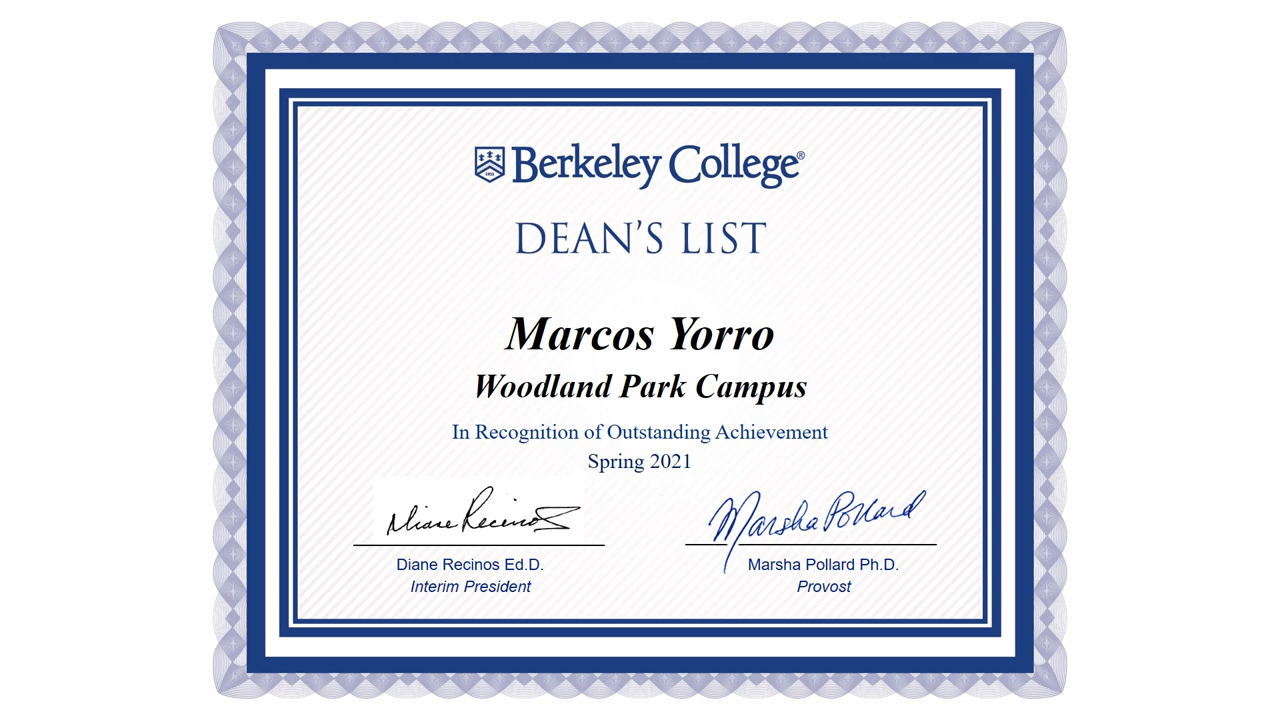 Berkeley College®
DEAN'S LIST
Marcos Yorro
Woodland Park Campus
In Recognition of Outstanding Achievement
Spring 2021
Diane Recinos Marsha Pollard
Diane Recinos Ed.D. Marsha Pollard Ph.D.
Interim President Provost